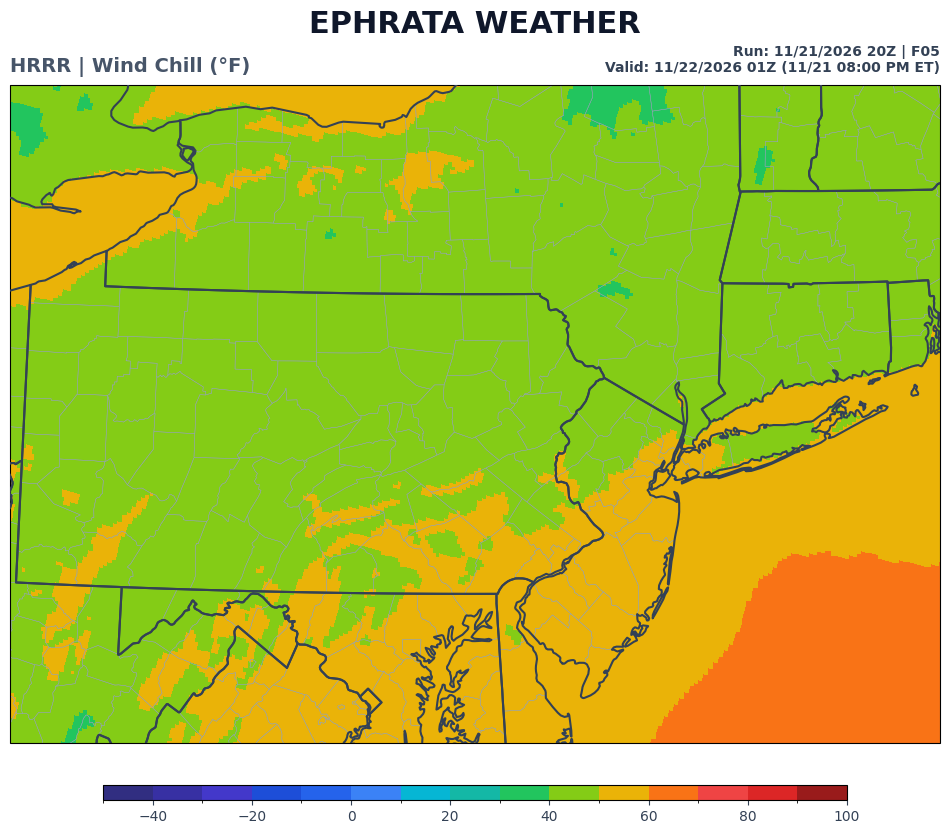 EPHRATA WEATHER
HRRR | Wind Chill (°F)
Run: 11/21/2026 20Z | F05
Valid: 11/22/2026 01Z (11/21 08:00 PM ET)
−40 −20 0 20 40 60 80 100